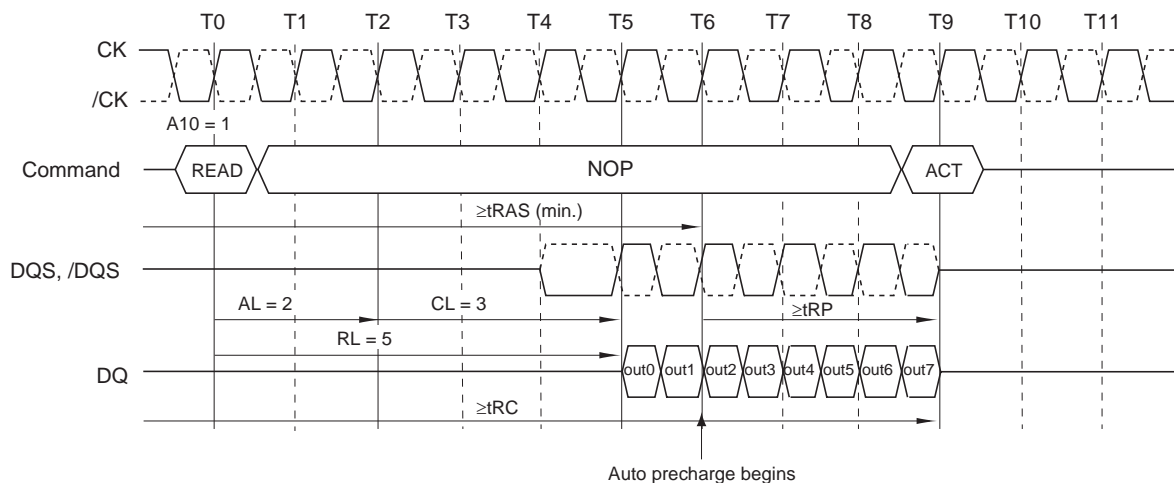 T0 T1 T2 T3 T4 T5 T6 T7 T8 T9 T10 T11
CK
/CK
A10 = 1
Command READ NOP ACT
≥tRAS (min.)
DQS, /DQS
AL = 2 CL = 3 ≥tRP
RL = 5
DQ out0 out1 out2 out3 out4 out5 out6 out7
≥tRC
Auto precharge begins